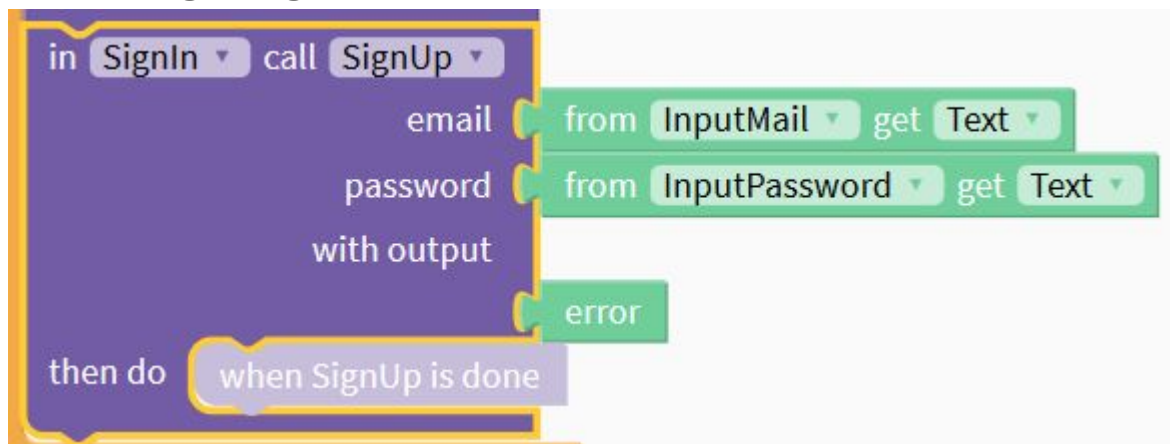 in SignIn call SignUp
email from InputMail get Text
password from InputPassword get Text
with output
error
then do when SignUp is done